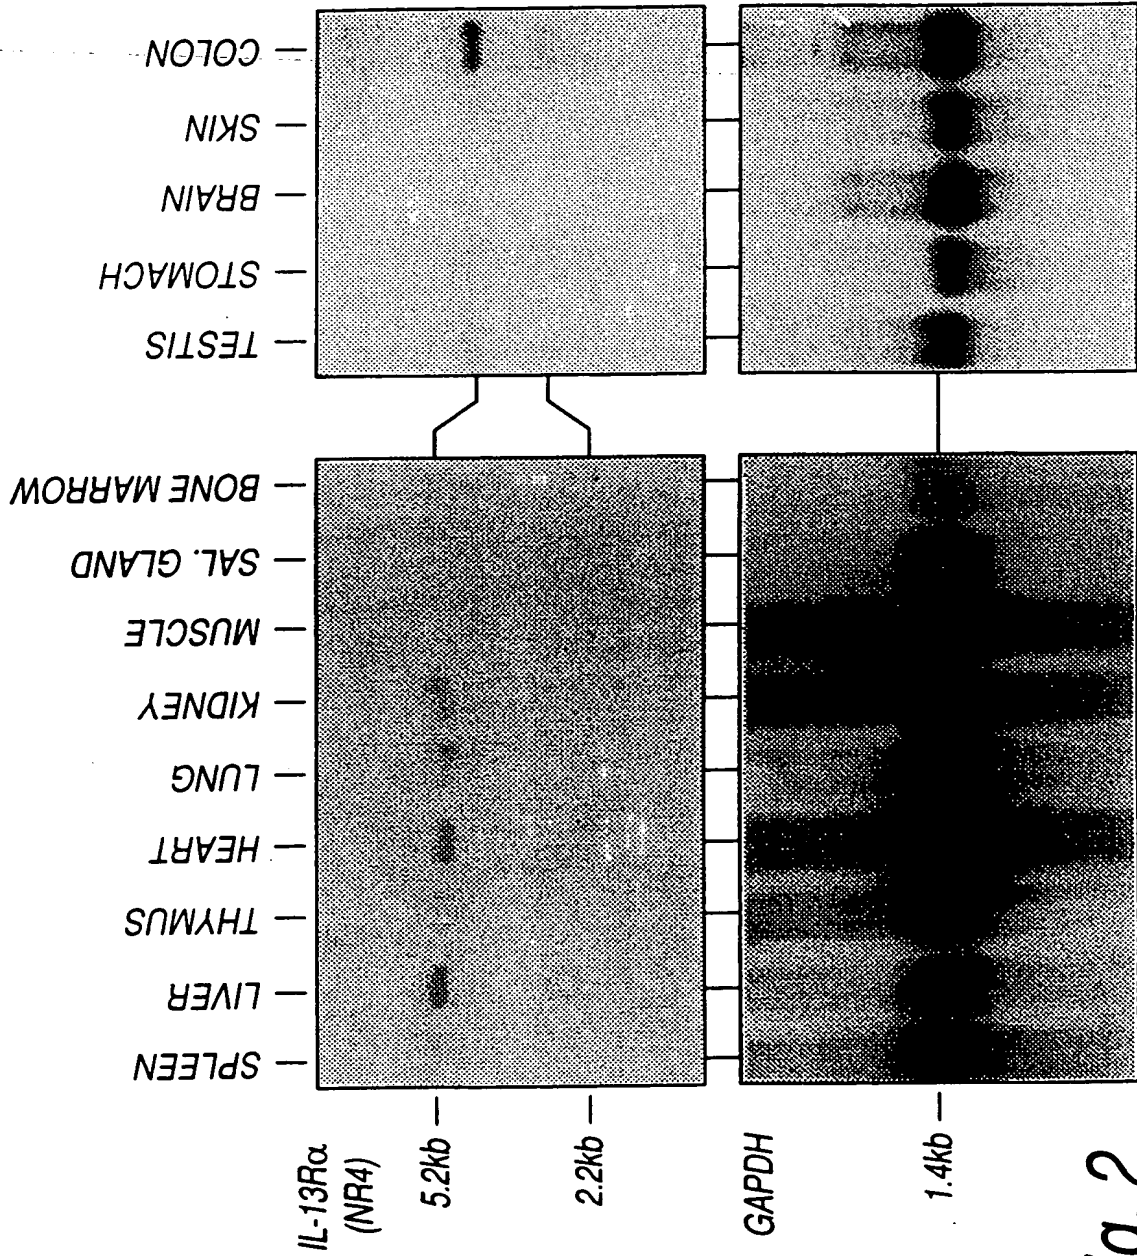 SPLEEN
LIVER
THYMUS
HEART
LUNG
KIDNEY
MUSCLE
SAL. GLAND
BONE MARROW
TESTIS
STOMACH
BRAIN
SKIN
COLON
IL-13Rα
(NR4)
5.2kb
2.2kb
GAPDH
1.4kb